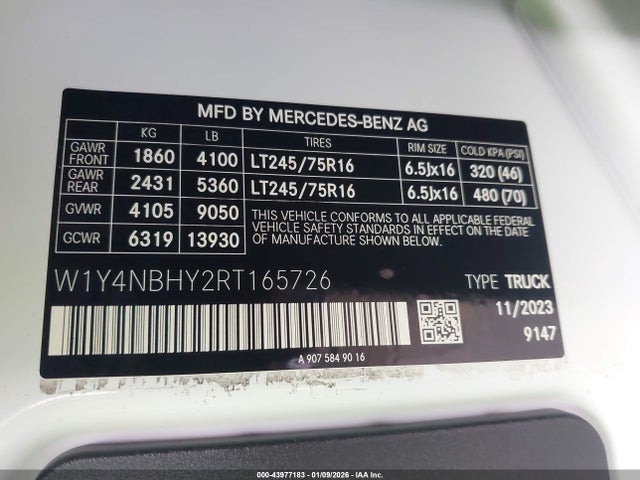 MFD BY MERCEDES-BENZ AG
KG LB TIRES RIM SIZE COLD KPA (PSI)
GAWR FRONT 1860 4100 LT245/75R16 6.5Jx16 320 (46)
GAWR REAR 2431 5360 LT245/75R16 6.5Jx16 480 (70)
GVWR 4105 9050
GCWR 6319 13930
THIS VEHICLE CONFORMS TO ALL APPLICABLE FEDERAL
VEHICLE SAFETY STANDARDS IN EFFECT ON THE DATE
OF MANUFACTURE SHOWN ABOVE.
W1Y4NBHY2RT165726 TYPE TRUCK
11/2023
9147
A 907 584 90 16
000-43977183 - 01/09/2026 - IAA Inc.